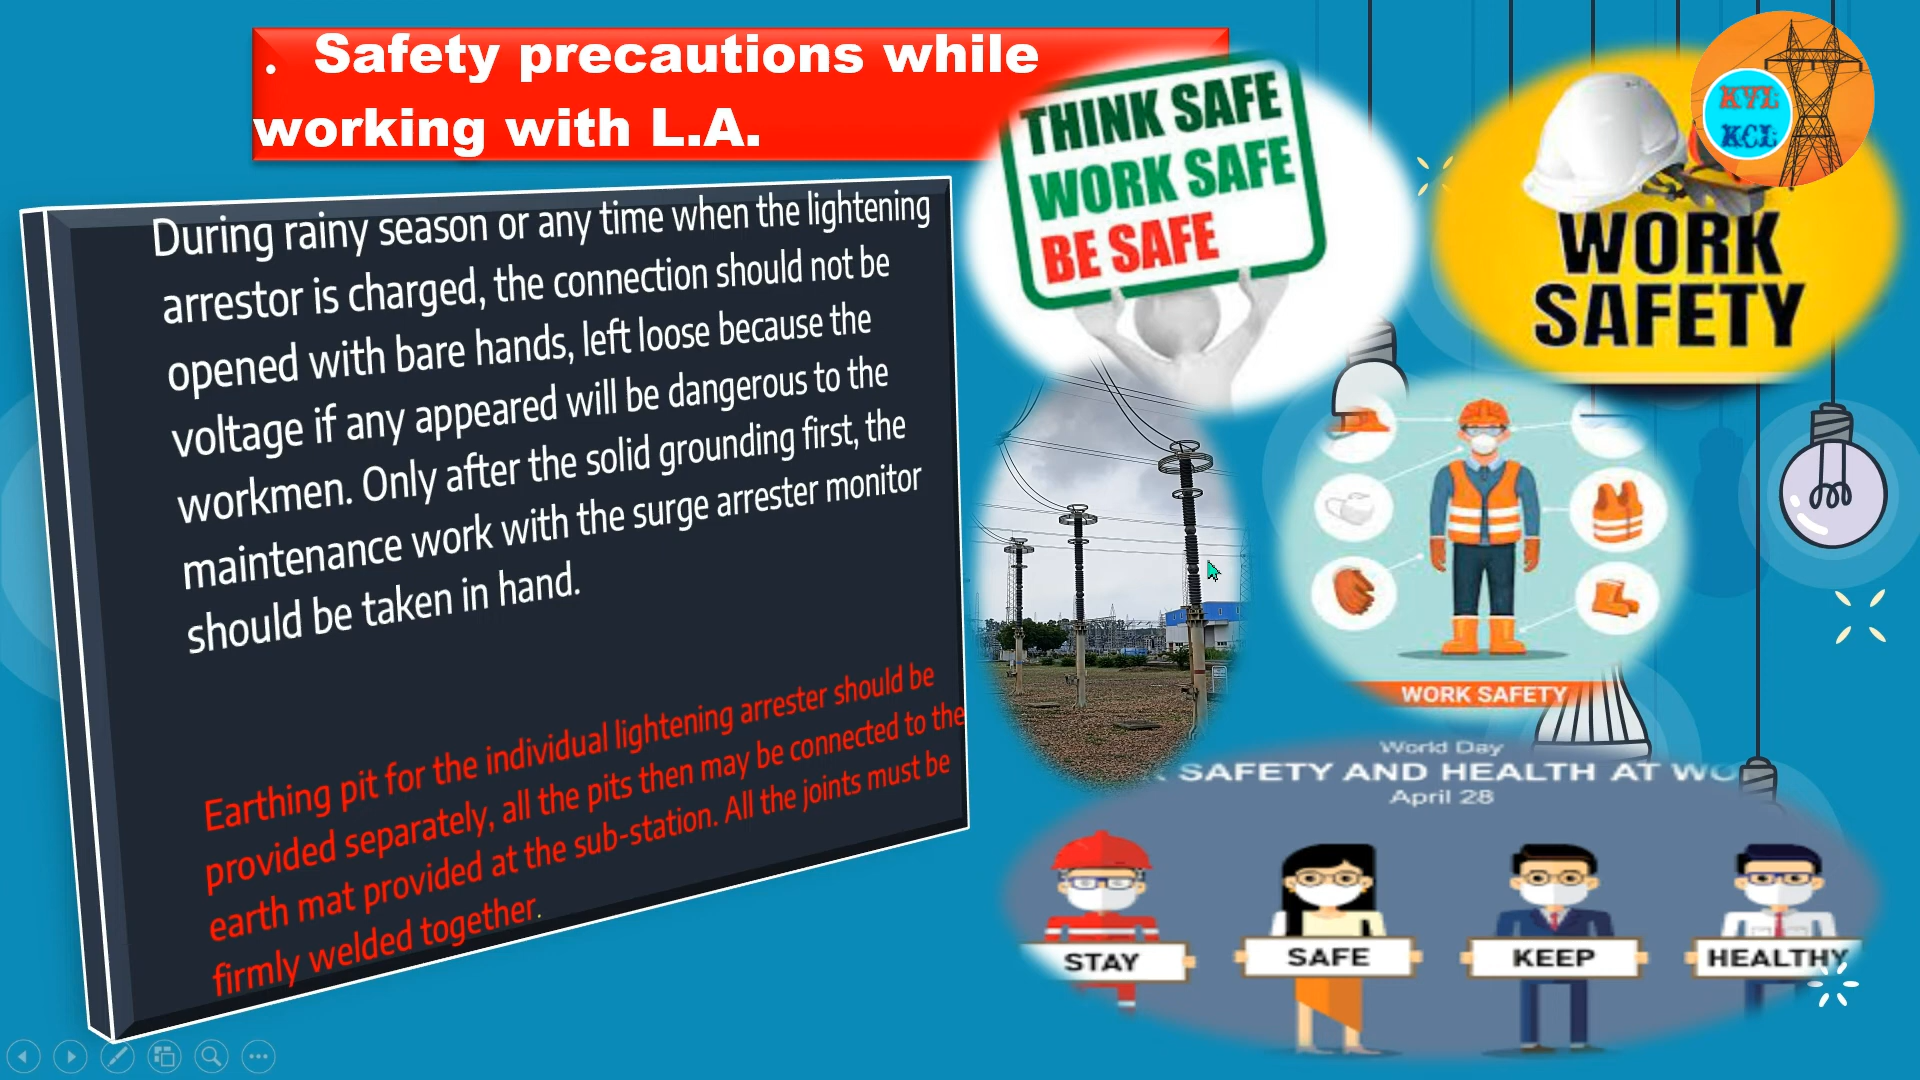 . Safety precautions while
working with L.A.
During rainy season or any time when the lightening
arrestor is charged, the connection should not be
opened with bare hands, left loose because the
voltage if any appeared will be dangerous to the
workmen. Only after the solid grounding first, the
maintenance work with the surge arrester monitor
should be taken in hand.
Earthing pit for the individual lightening arrester should be
provided separately, all the pits then may be connected to the
earth mat provided at the sub-station. All the joints must be
firmly welded together.
THINK SAFE
WORK SAFE
BE SAFE
WORK
SAFETY
KVL
KCL
WORK SAFETY
World Day
SAFETY AND HEALTH AT WO
April 28
STAY
SAFE
KEEP
HEALTHY